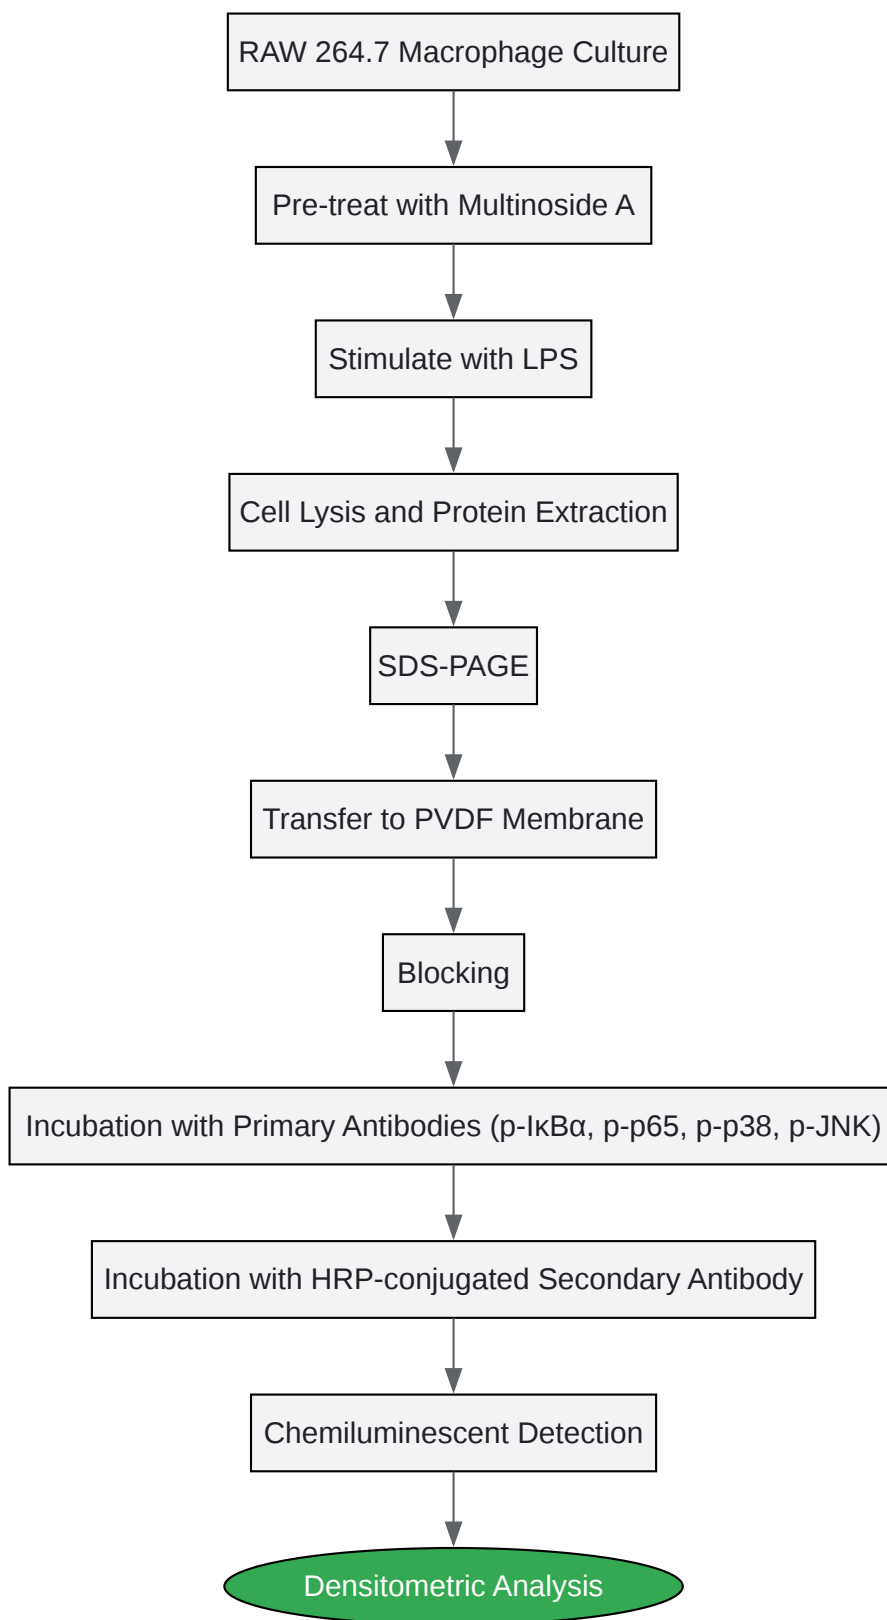 RAW 264.7 Macrophage Culture
Pre-treat with Multinoside A
Stimulate with LPS
Cell Lysis and Protein Extraction
SDS-PAGE
Transfer to PVDF Membrane
Blocking
Incubation with Primary Antibodies (p-IκBα, p-p65, p-p38, p-JNK)
Incubation with HRP-conjugated Secondary Antibody
Chemiluminescent Detection
Densitometric Analysis